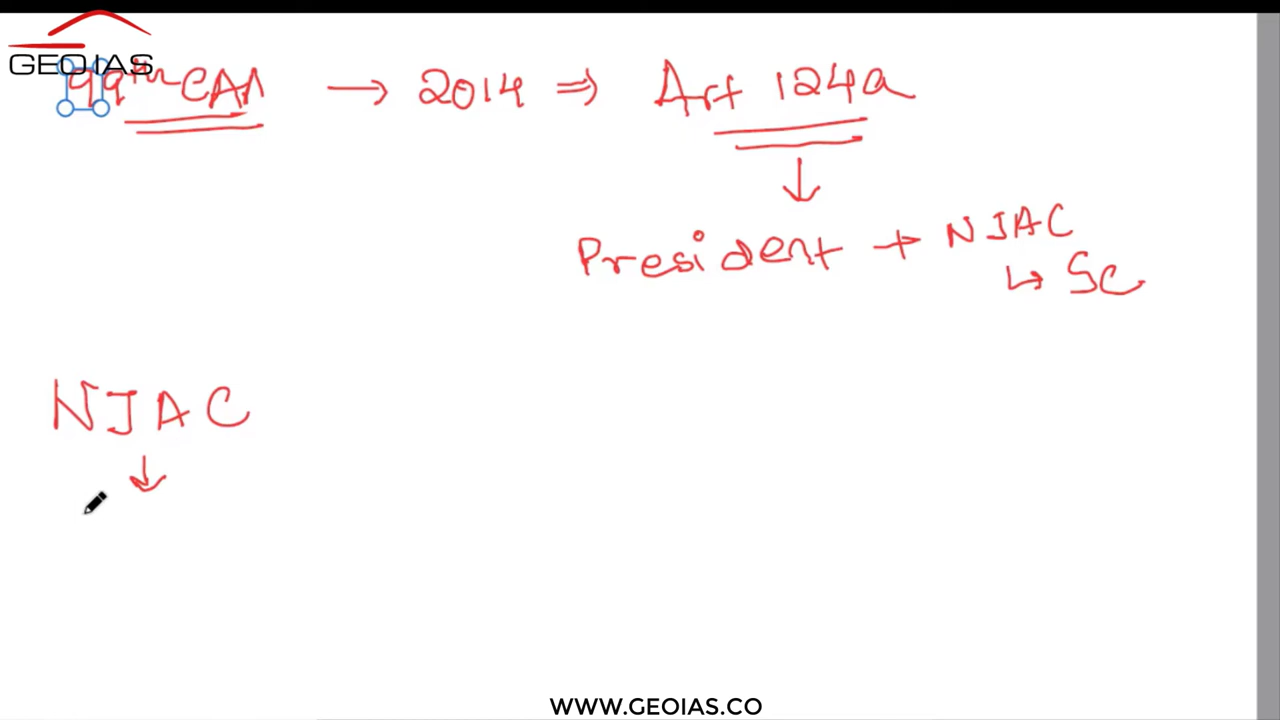 GEOIAS
99th CAA → 2014 ⇒ Art 124a
↓
President → NJAC
↳ SC
NJAC
↓
WWW.GEOIAS.CO